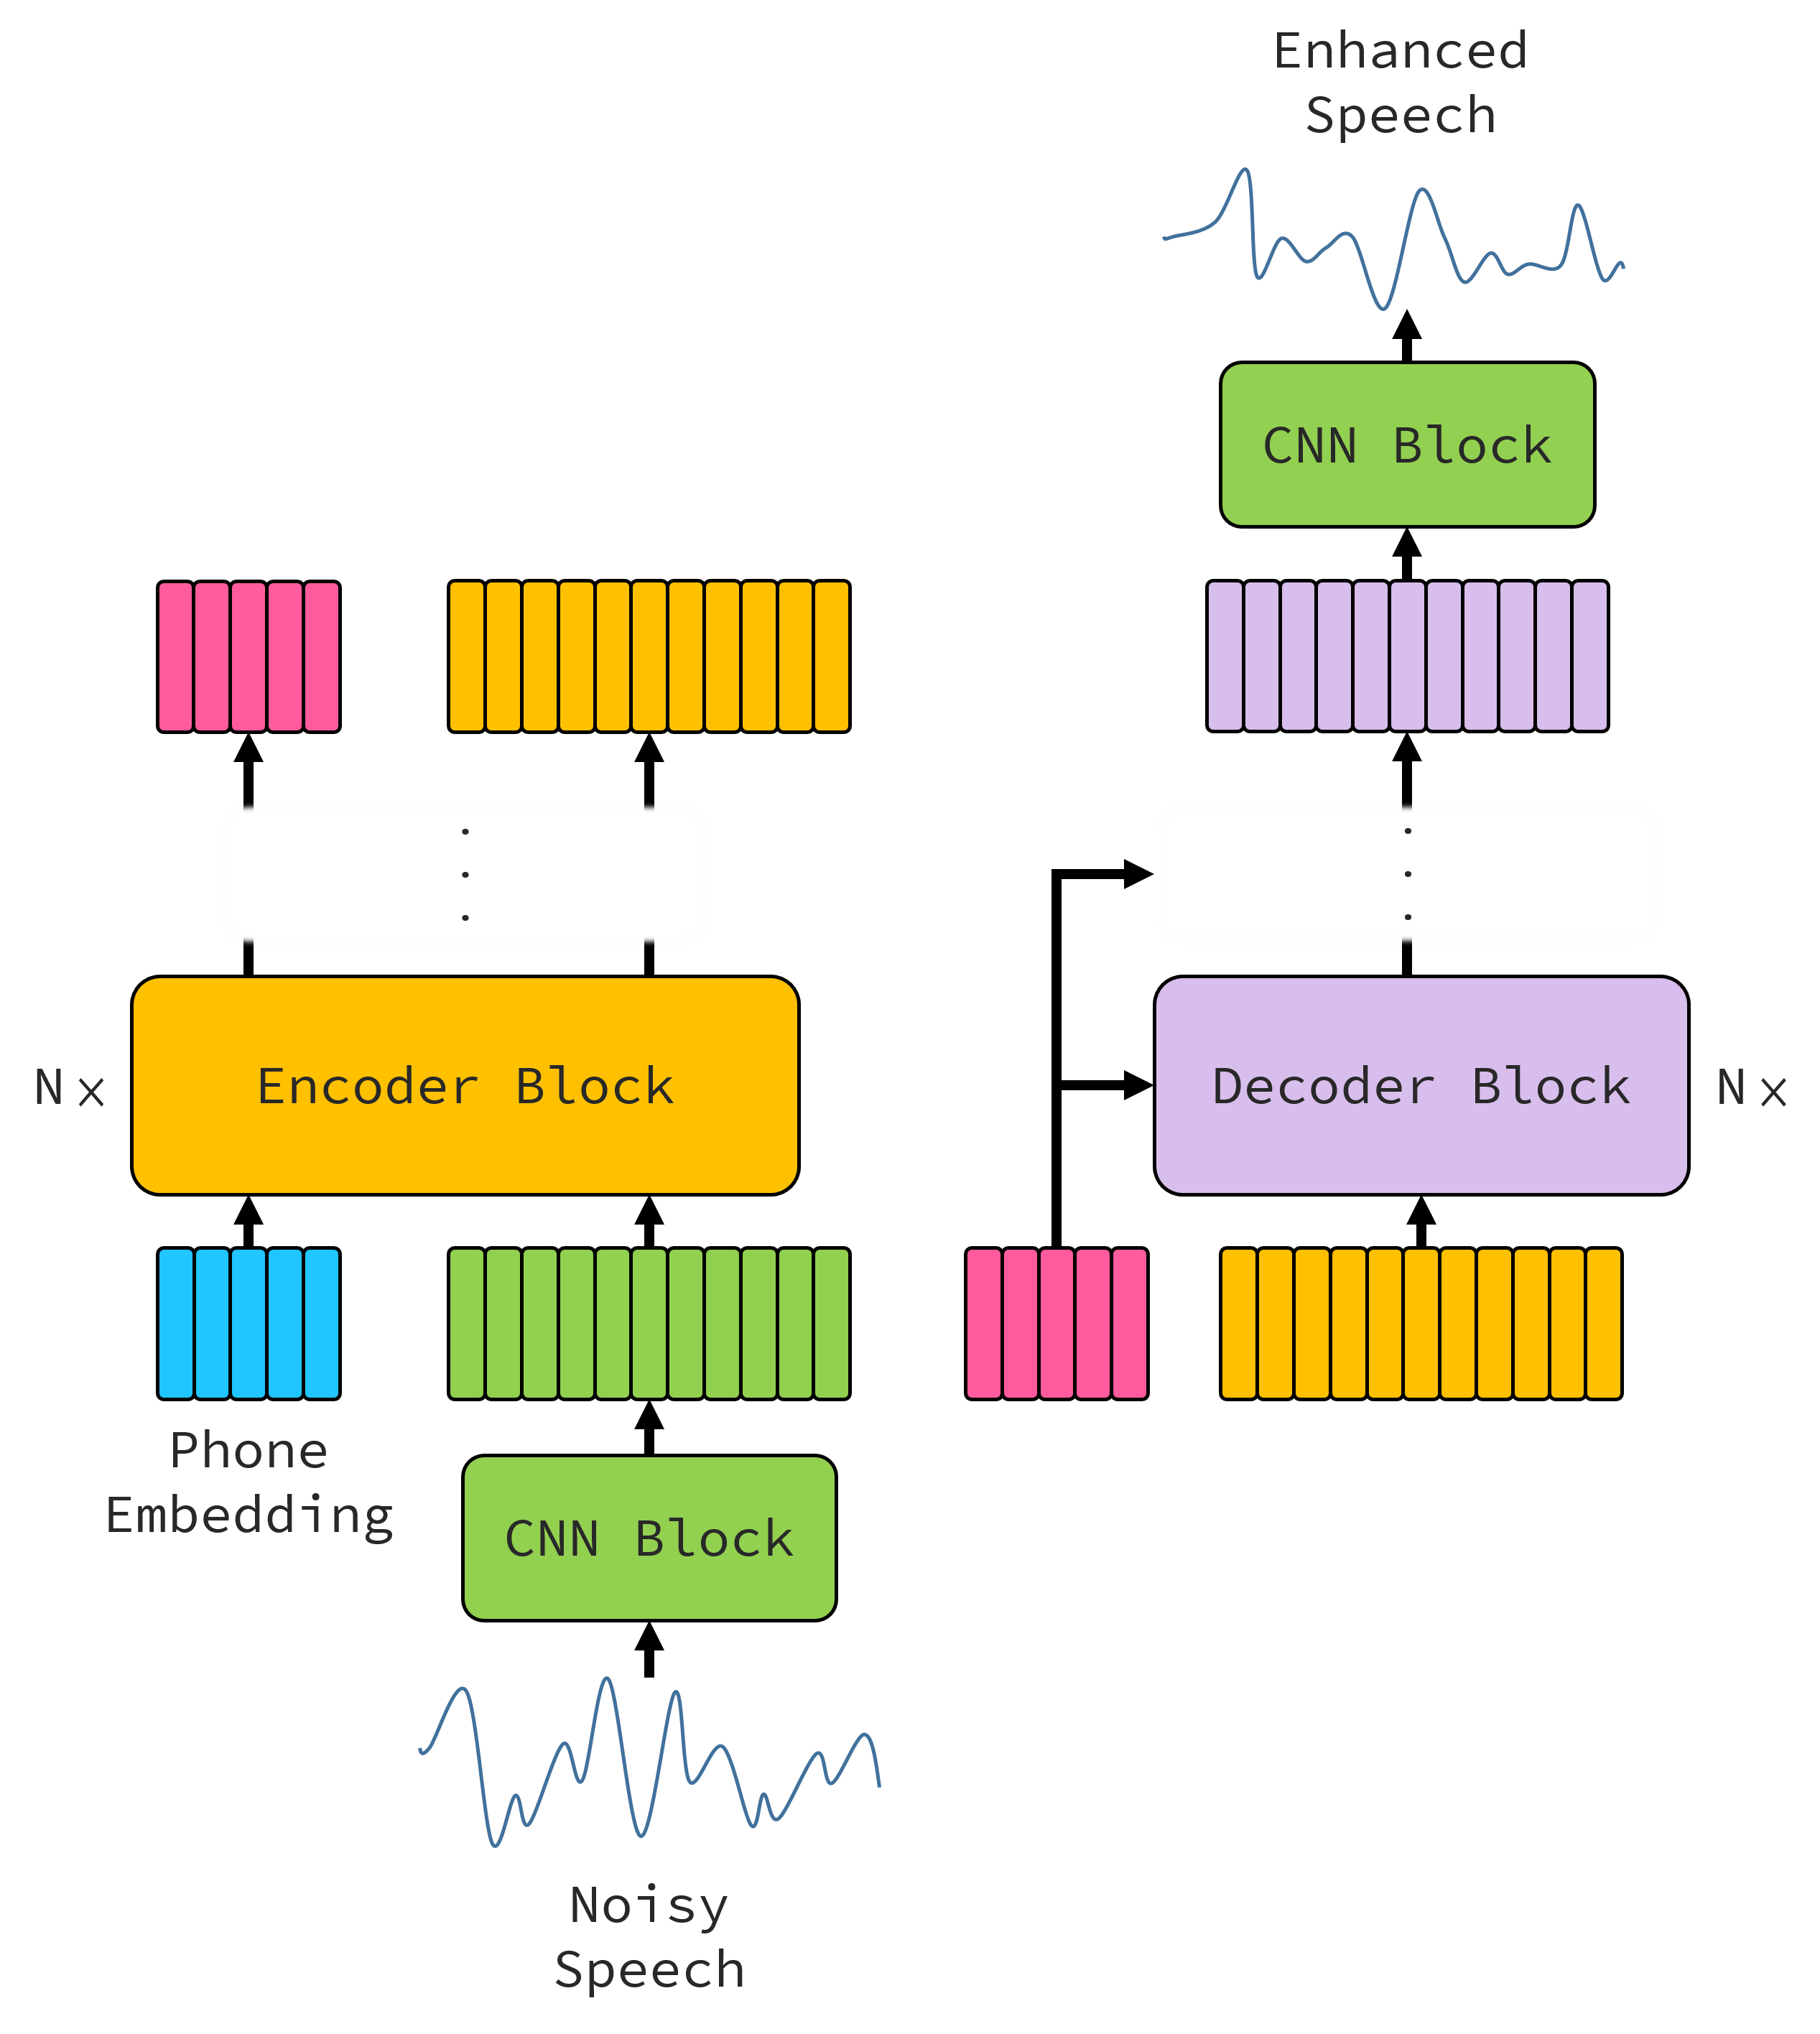 Enhanced
Speech
CNN Block
N× 
Encoder Block
Decoder Block
N×
Phone
Embedding
CNN Block
Noisy
Speech